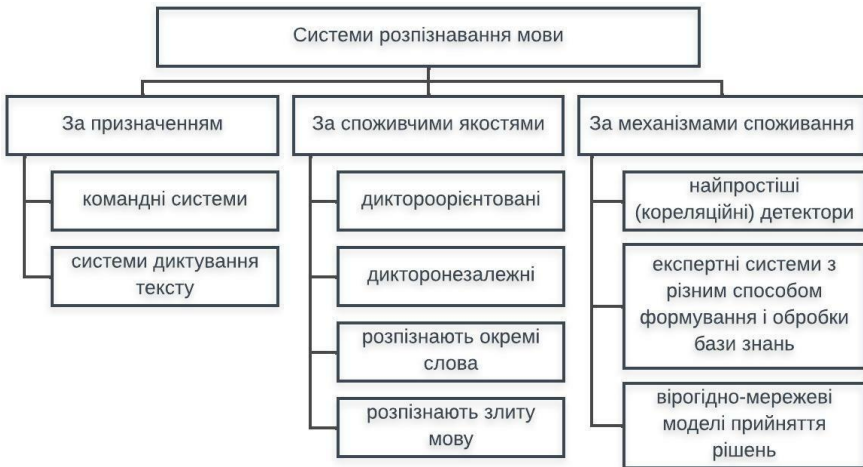 Системи розпізнавання мови
За призначенням
командні системи
системи диктування
тексту
За споживчими якостями
диктороорієнтовані
дикторонезалежні
розпізнають окремі
слова
розпізнають злиту
мову
За механізмами споживання
найпростіші
(кореляційні) детектори
експертні системи з
різним способом
формування і обробки
бази знань
вірогідно-мережеві
моделі прийняття
рішень